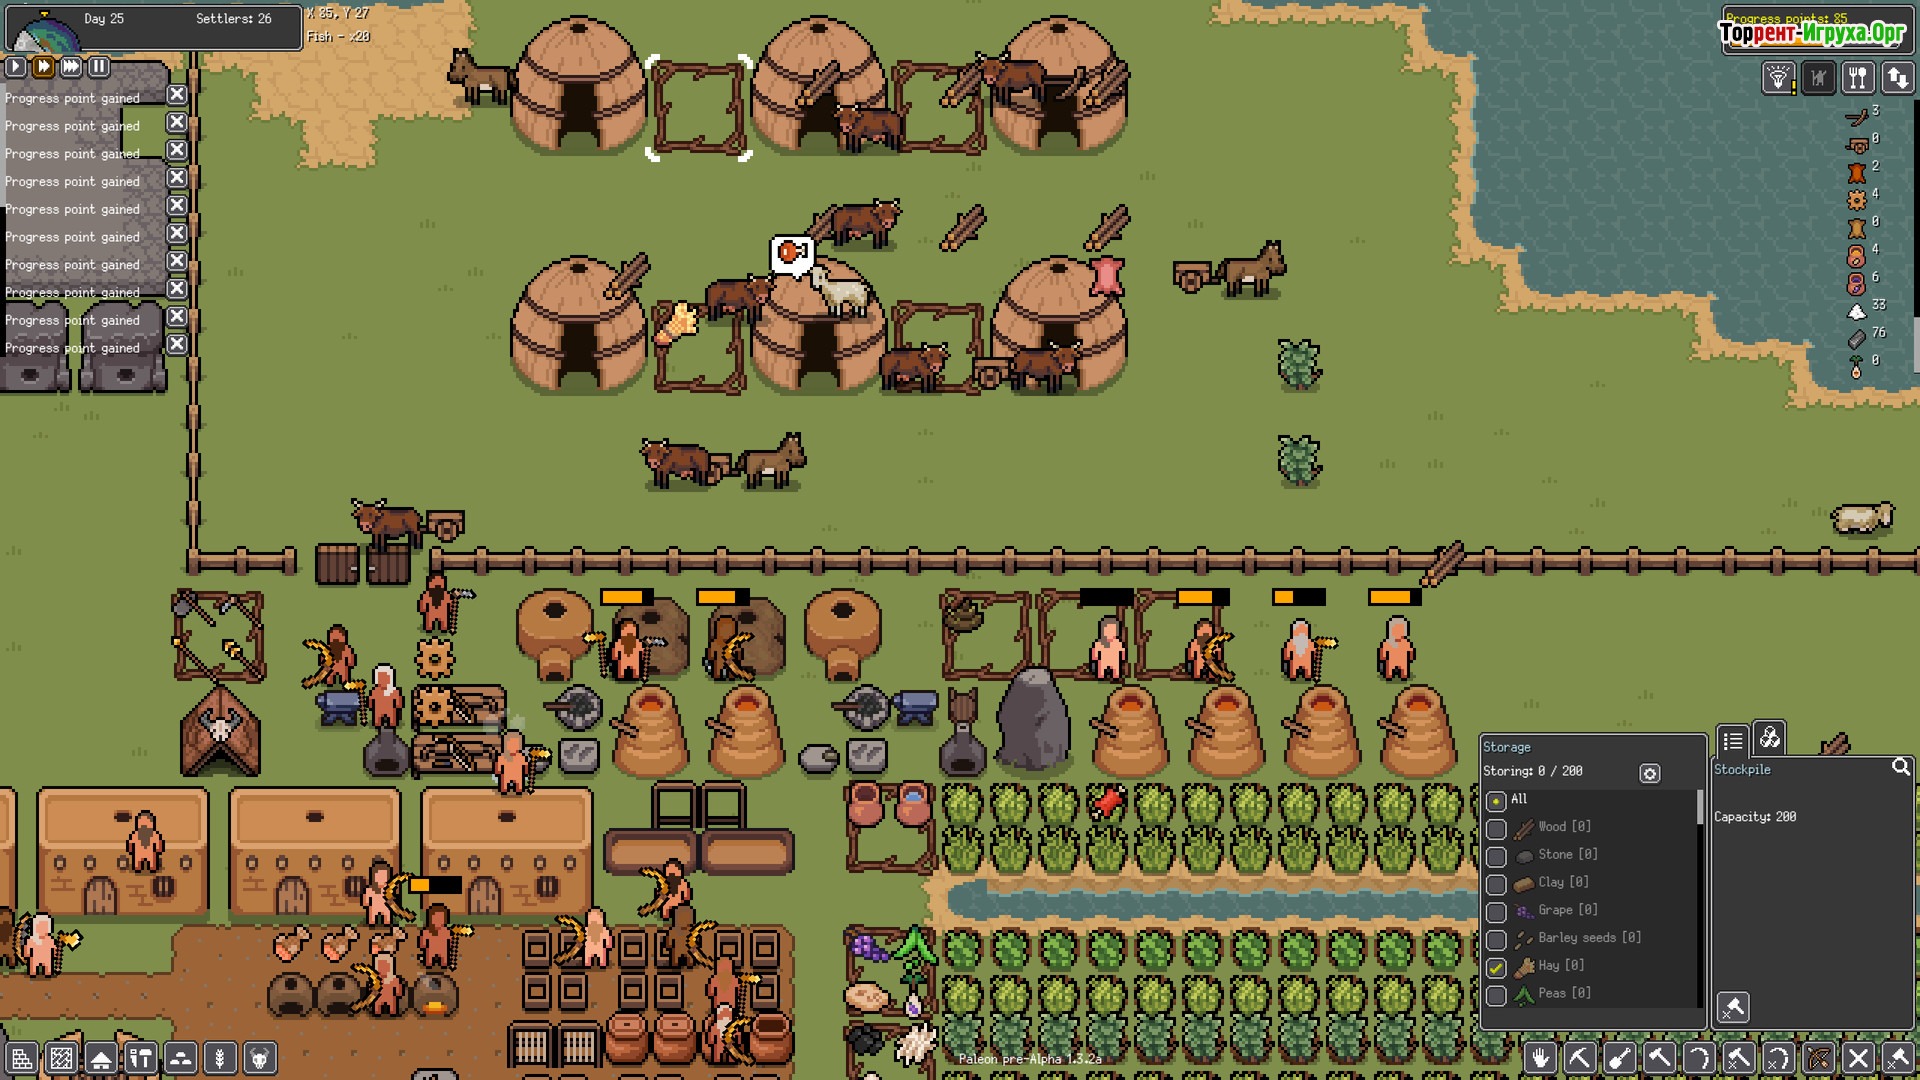 Day 25
Settlers: 26
X 85, Y 27
Fish - x20
Progress points: 85
Торрент-Игруха.Орг
Progress point gained
Progress point gained
Progress point gained
Progress point gained
Progress point gained
Progress point gained
Progress point gained
Progress point gained
Progress point gained
Progress point gained
3
0
2
4
0
4
6
33
76
0
Storage
Storing: 0 / 200
All
Wood [0]
Stone [0]
Clay [0]
Grape [0]
Barley seeds [0]
Hay [0]
Peas [0]
Stockpile
Capacity: 200
Paleon pre-Alpha 1.3.2a